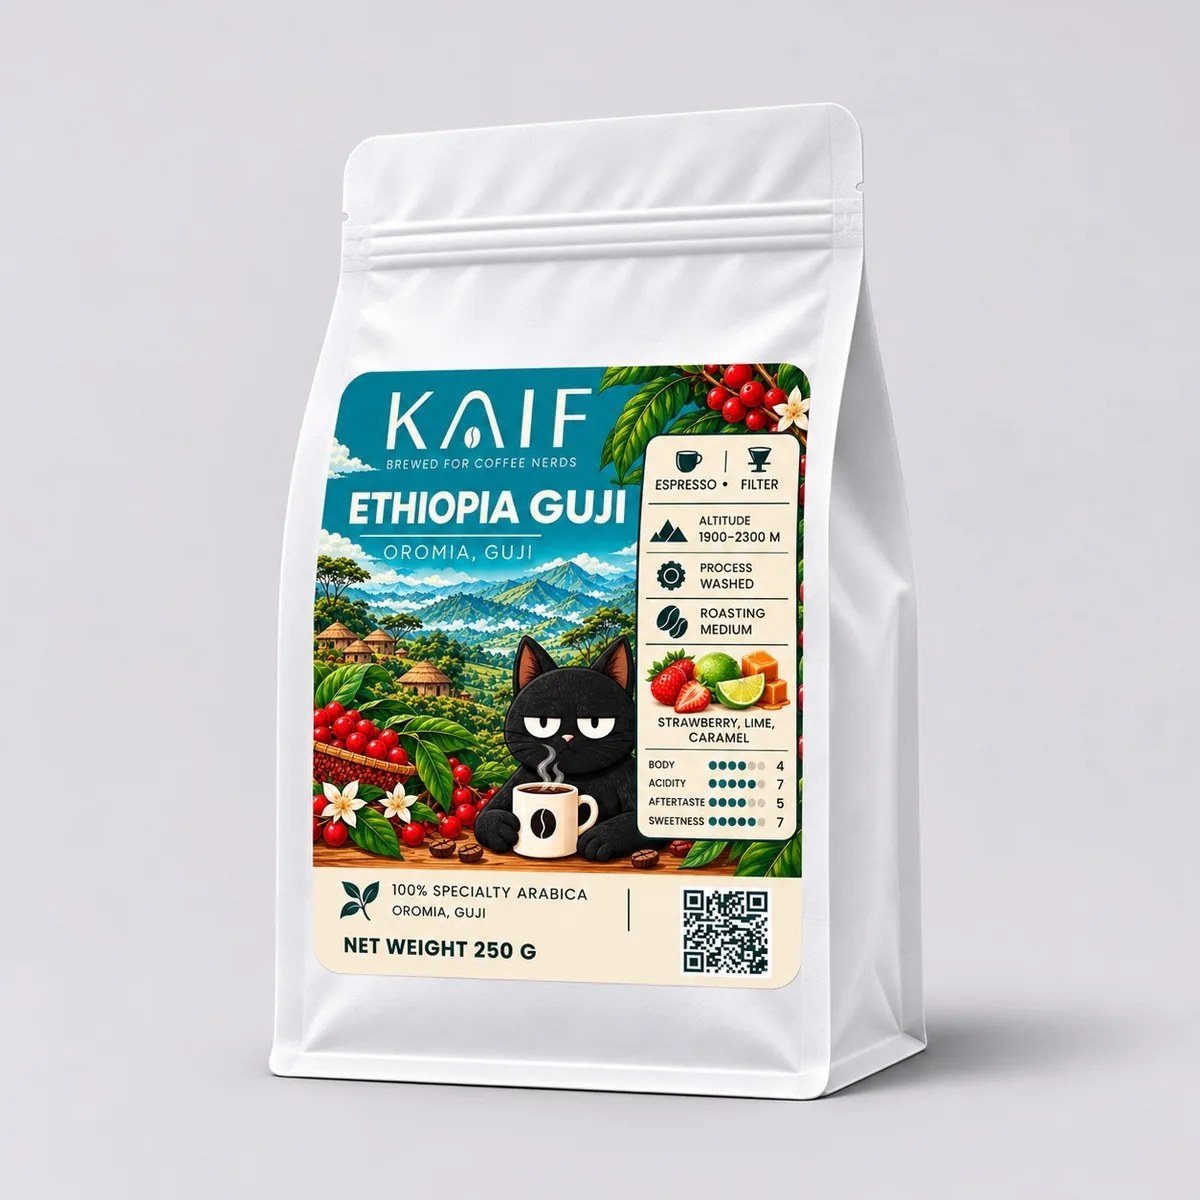 KAIF
BREWED FOR COFFEE NERDS
ETHIOPIA GUJI
OROMIA, GUJI
ESPRESSO • FILTER
ALTITUDE
1900-2300 M
PROCESS
WASHED
ROASTING
MEDIUM
STRAWBERRY, LIME,
CARAMEL
BODY 4
ACIDITY 7
AFTERTASTE 5
SWEETNESS 7
100% SPECIALTY ARABICA
OROMIA, GUJI
NET WEIGHT 250 G